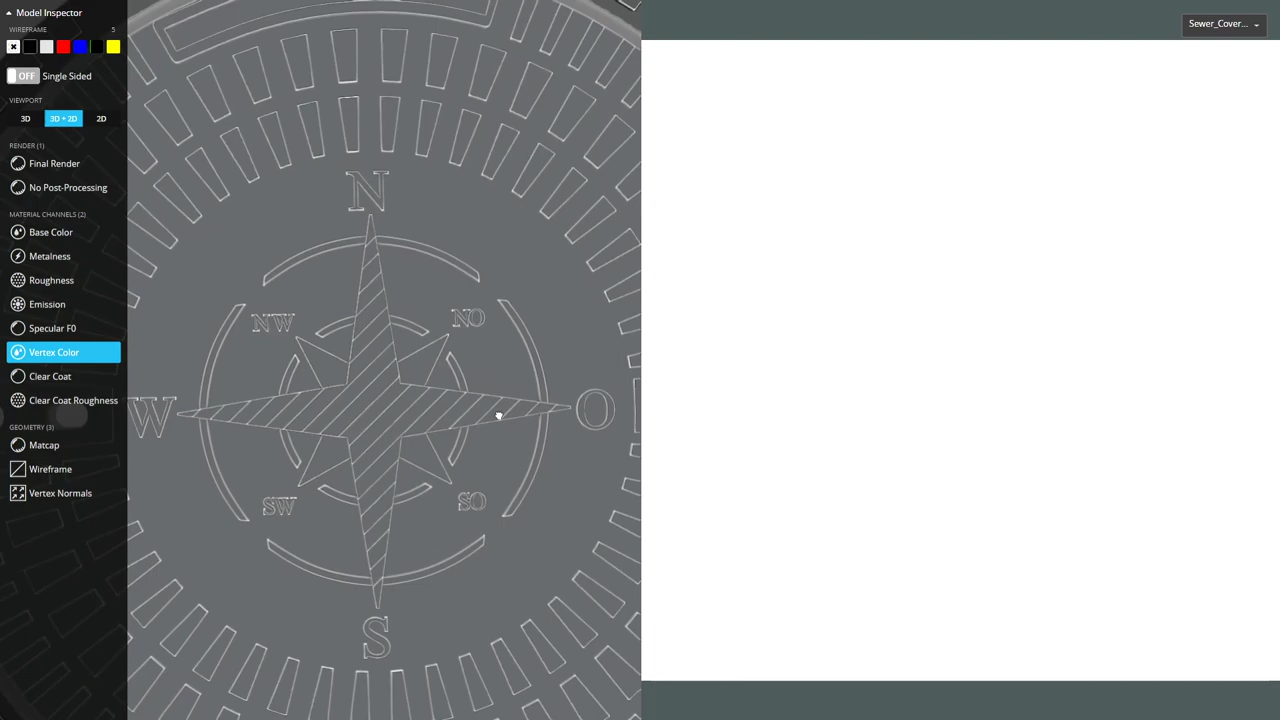 Model Inspector
WIREFRAME 5
OFF Single Sided
VIEWPORT
3D 3D + 2D 2D
RENDER (1)
Final Render
No Post-Processing
MATERIAL CHANNELS (2)
Base Color
Metalness
Roughness
Emission
Specular F0
Vertex Color
Clear Coat
Clear Coat Roughness
GEOMETRY (3)
Matcap
Wireframe
Vertex Normals
Sewer_Cover...
N
NW NO
W O
SW SO
S